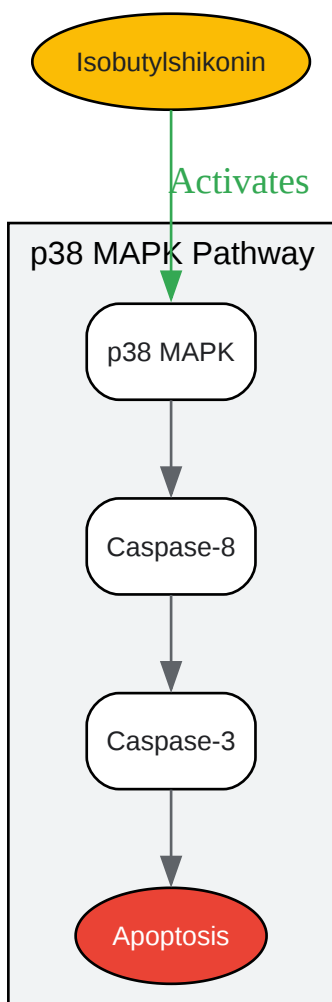 Isobutylshikonin
Activates
p38 MAPK Pathway
p38 MAPK
Caspase-8
Caspase-3
Apoptosis